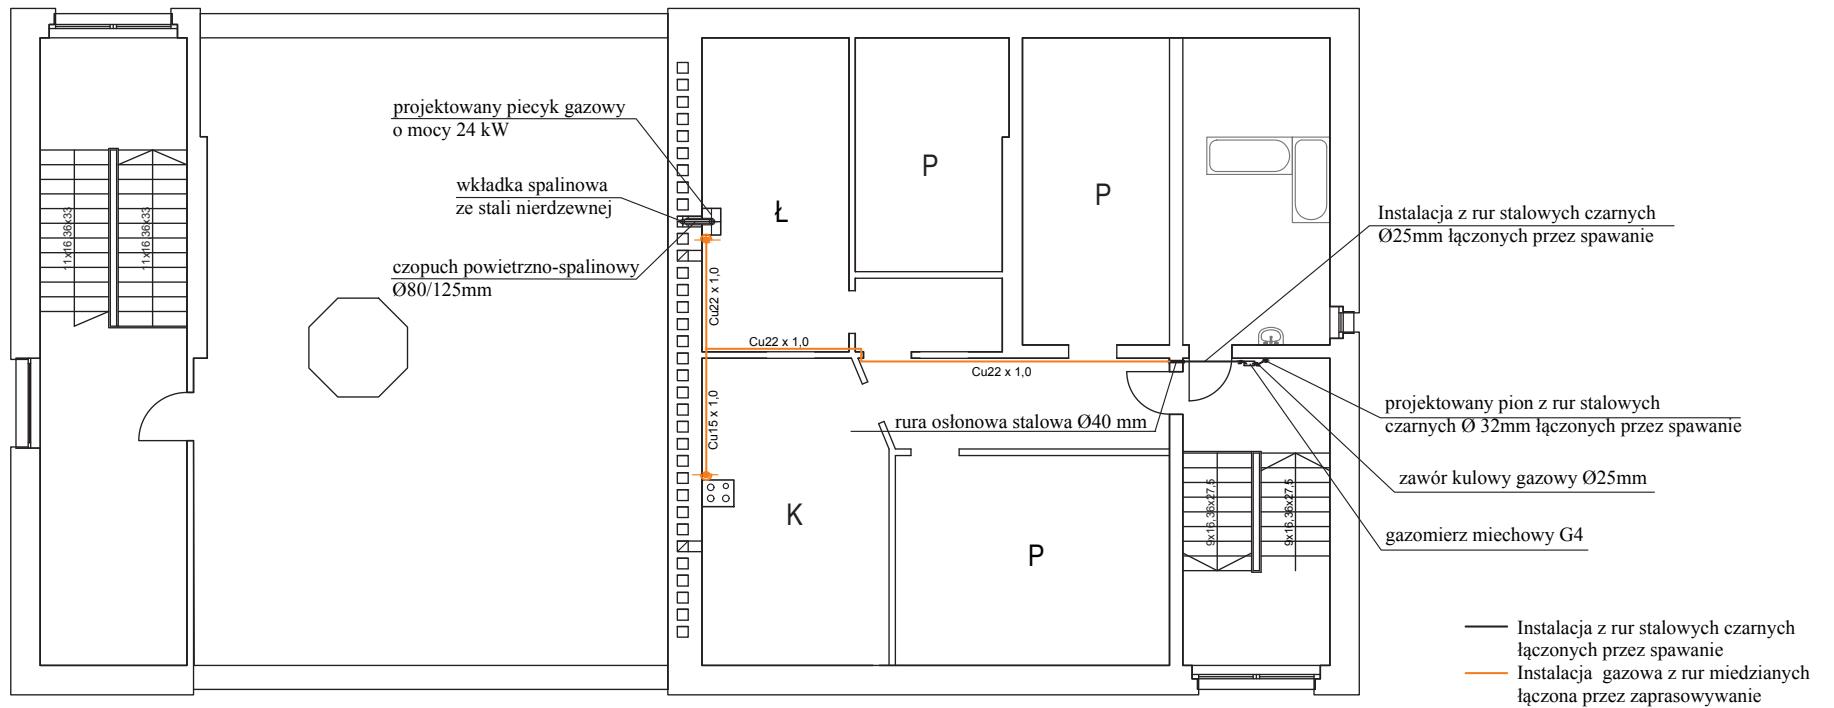 projektowany piecyk gazowy
o mocy 24 kW
wkładka spalinowa
ze stali nierdzewnej
czopuch powietrzno-spalinowy
Ø80/125mm
11x16,36x33
11x16,36x33
Ł
P
P
Cu22 x 1,0
Cu22 x 1,0
Cu22 x 1,0
Cu15 x 1,0
rura osłonowa stalowa Ø40 mm
K
P
9x16,36x27,5
9x16,36x27,5
Instalacja z rur stalowych czarnych
Ø25mm łączonych przez spawanie
projektowany pion z rur stalowych
czarnych Ø 32mm łączonych przez spawanie
zawór kulowy gazowy Ø25mm
gazomierz miechowy G4
Instalacja z rur stalowych czarnych
łączonych przez spawanie
Instalacja gazowa z rur miedzianych
łączona przez zaprasowywanie